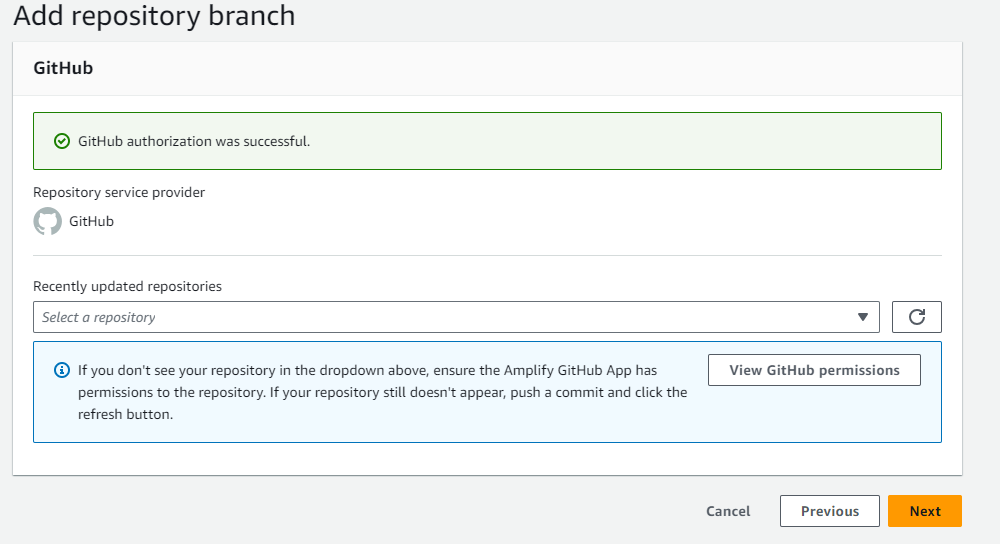 Add repository branch
GitHub
GitHub authorization was successful.
Repository service provider
GitHub
Recently updated repositories
Select a repository
If you don't see your repository in the dropdown above, ensure the Amplify GitHub App has
permissions to the repository. If your repository still doesn't appear, push a commit and click the
refresh button.
View GitHub permissions
Cancel
Previous
Next